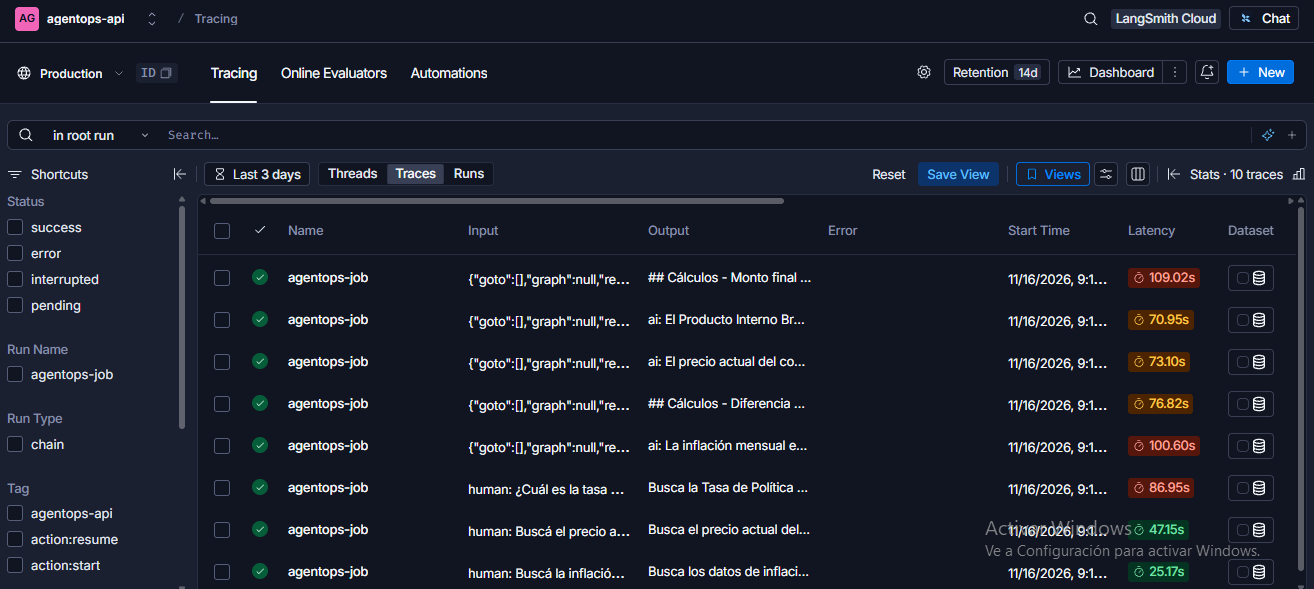 AG agentops-api / Tracing LangSmith Cloud Chat
Production ID Tracing Online Evaluators Automations Retention 14d Dashboard New
in root run Search…
Shortcuts Last 3 days Threads Traces Runs Reset Save View Views Stats · 10 traces
Status
success
error
interrupted
pending
Run Name
agentops-job
Run Type
chain
Tag
agentops-api
action:resume
action:start
Name Input Output Error Start Time Latency Dataset
agentops-job {"goto":[],"graph":null,"re... ## Cálculos - Monto final ... 11/16/2026, 9:1... 109.02s
agentops-job {"goto":[],"graph":null,"re... ai: El Producto Interno Br... 11/16/2026, 9:1... 70.95s
agentops-job {"goto":[],"graph":null,"re... ai: El precio actual del co... 11/16/2026, 9:1... 73.10s
agentops-job {"goto":[],"graph":null,"re... ## Cálculos - Diferencia ... 11/16/2026, 9:1... 76.82s
agentops-job {"goto":[],"graph":null,"re... ai: La inflación mensual e... 11/16/2026, 9:1... 100.60s
agentops-job human: ¿Cuál es la tasa ... Busca la Tasa de Política ... 11/16/2026, 9:1... 86.95s
agentops-job human: Buscá el precio a... Busca el precio actual del... 11/16/2026, 9:1... 47.15s
agentops-job human: Buscá la inflació... Busca los datos de inflaci... 11/16/2026, 9:1... 25.17s
Activar Windows
Ve a Configuración para activar Windows.